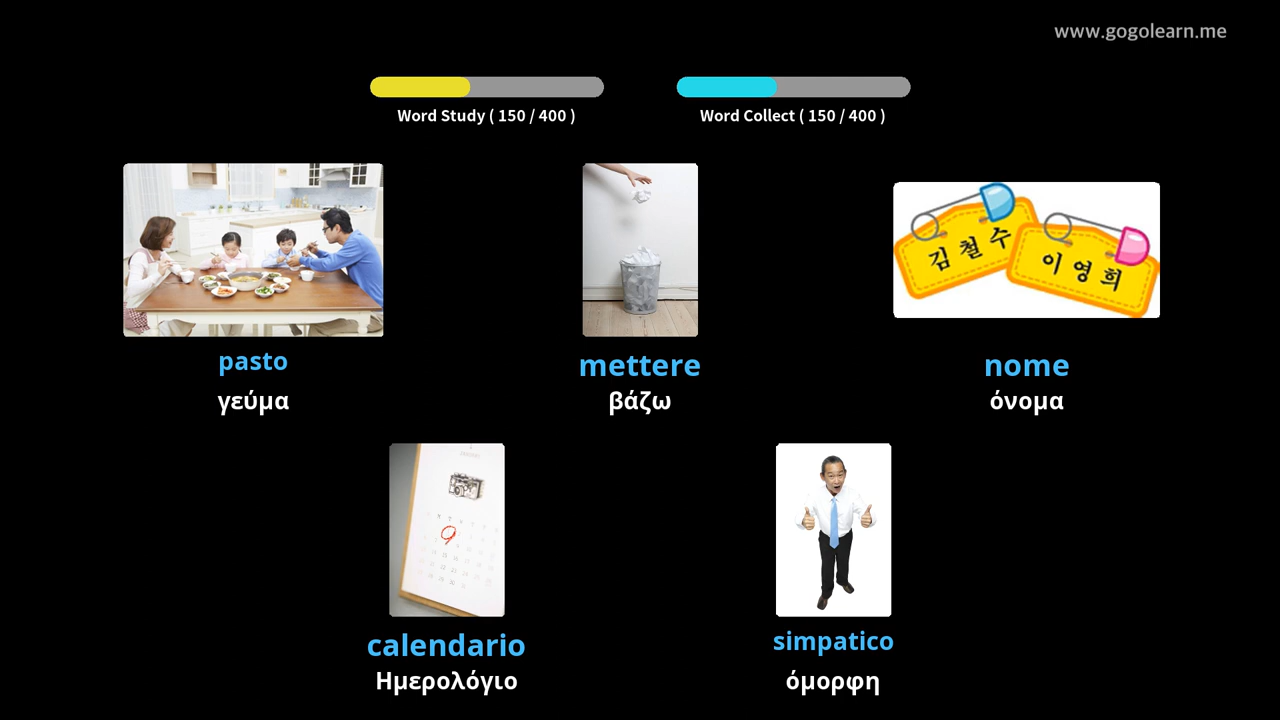 www.gogolearn.me
Word Study ( 150 / 400 )
Word Collect ( 150 / 400 )
김철수
이영희
pasto
γεύμα
mettere
βάζω
nome
όνομα
calendario
Ημερολόγιο
simpatico
όμορφη